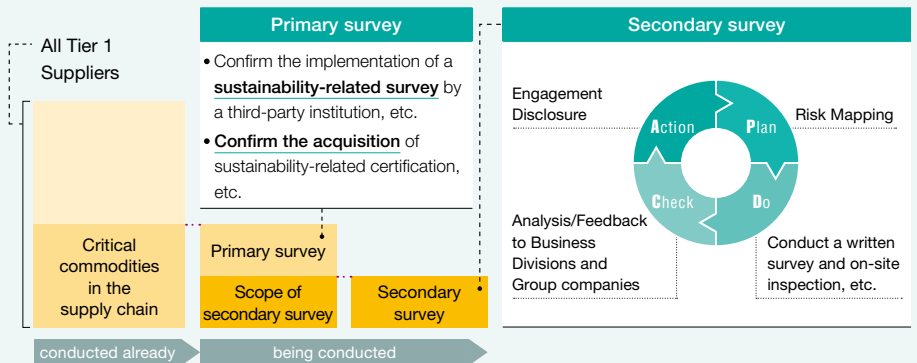 All Tier 1
Suppliers
Critical
commodities
in the
supply chain
conducted already
Primary survey
• Confirm the implementation of a
sustainability-related survey by
a third-party institution, etc.
• Confirm the acquisition of
sustainability-related certification,
etc.
Primary survey
Scope of
secondary survey
Secondary
survey
being conducted
Secondary survey
Engagement
Disclosure
Action
Plan
Risk Mapping
Check
Do
Analysis/Feedback
to Business
Divisions and
Group companies
Conduct a written
survey and on-site
inspection, etc.